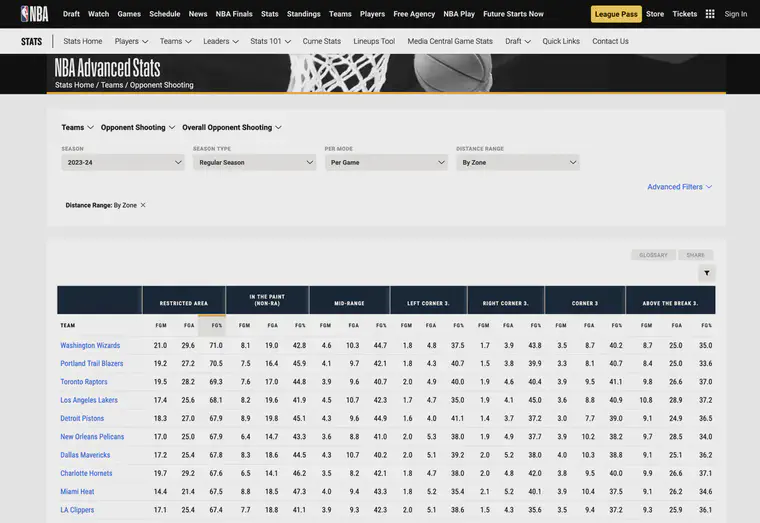 NBA Draft Watch Games Schedule News NBA Finals Stats Standings Teams Players Free Agency NBA Play Future Starts Now League Pass Store Tickets Sign In
STATS Stats Home Players Teams Leaders Stats 101 Cume Stats Lineups Tool Media Central Game Stats Draft Quick Links Contact Us
NBA Advanced Stats
Stats Home / Teams / Opponent Shooting
Teams Opponent Shooting Overall Opponent Shooting
SEASON SEASON TYPE PER MODE DISTANCE RANGE
2023-24 Regular Season Per Game By Zone
Advanced Filters
Distance Range: By Zone ✕
GLOSSARY SHARE
RESTRICTED AREA IN THE PAINT (NON-RA) MID-RANGE LEFT CORNER 3. RIGHT CORNER 3. CORNER 3 ABOVE THE BREAK 3.
TEAM FGM FGA FG% FGM FGA FG% FGM FGA FG% FGM FGA FG% FGM FGA FG% FGM FGA FG% FGM FGA FG%
Washington Wizards 21.0 29.6 71.0 8.1 19.0 42.8 4.6 10.3 44.7 1.8 4.8 37.5 1.7 3.9 43.8 3.5 8.7 40.2 8.7 25.0 35.0
Portland Trail Blazers 19.2 27.2 70.5 7.5 16.4 45.9 4.1 9.7 42.1 1.8 4.3 40.7 1.5 3.8 39.9 3.3 8.1 40.7 8.4 25.0 33.6
Toronto Raptors 19.5 28.2 69.3 7.6 17.0 44.8 3.9 9.6 40.7 2.0 4.9 40.0 1.9 4.6 40.4 3.9 9.5 41.1 9.8 26.6 37.0
Los Angeles Lakers 17.4 25.6 68.1 8.2 19.6 41.9 4.5 10.7 42.3 1.7 4.7 35.0 1.9 4.1 45.0 3.6 8.8 40.9 10.8 28.9 37.2
Detroit Pistons 18.3 27.0 67.9 8.9 19.8 45.1 4.3 9.6 44.9 1.6 4.0 41.1 1.4 3.7 37.2 3.0 7.7 39.0 9.1 24.9 36.5
New Orleans Pelicans 17.0 25.0 67.9 6.4 14.7 43.3 3.6 8.8 41.0 2.0 5.3 38.0 1.9 4.9 37.7 3.9 10.2 38.2 9.7 28.5 34.0
Dallas Mavericks 17.2 25.4 67.8 8.3 18.6 44.5 4.3 10.7 40.2 2.0 5.1 39.2 2.0 5.2 38.0 4.0 10.3 38.8 9.1 25.1 36.2
Charlotte Hornets 19.7 29.2 67.6 6.5 14.1 46.2 3.5 8.2 42.1 1.8 4.7 38.0 2.0 4.8 42.0 3.8 9.5 40.0 9.9 26.6 37.1
Miami Heat 14.4 21.4 67.5 8.8 18.5 47.3 4.0 9.4 43.3 1.8 5.2 35.4 2.1 5.2 40.1 3.9 10.4 37.5 9.1 26.2 34.6
LA Clippers 17.1 25.4 67.4 7.7 18.8 41.1 3.9 9.3 42.3 2.0 5.1 38.6 1.5 4.3 35.6 3.5 9.4 37.2 9.3 25.9 36.1